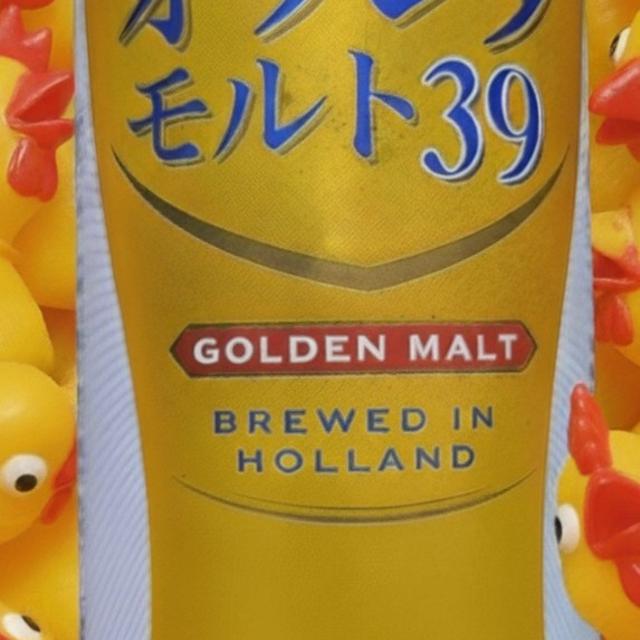 モルト39
GOLDEN MALT
BREWED IN
HOLLAND